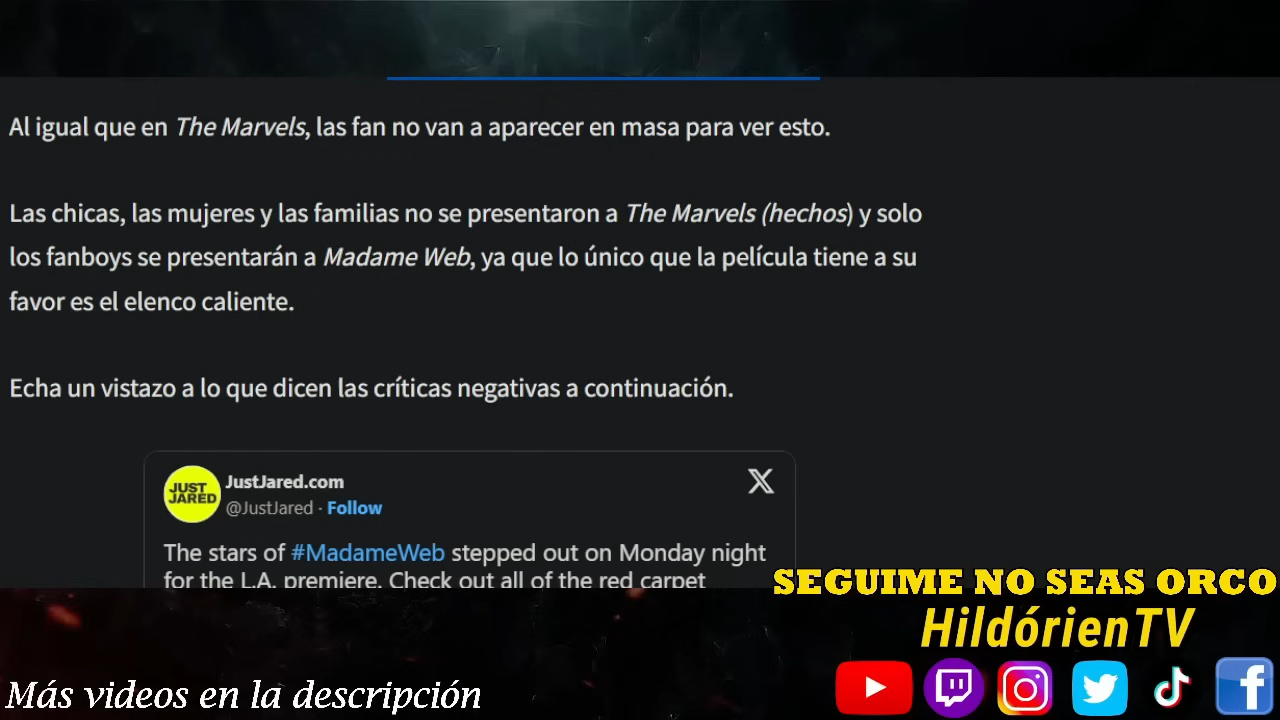 Al igual que en The Marvels, las fan no van a aparecer en masa para ver esto.
Las chicas, las mujeres y las familias no se presentaron a The Marvels (hechos) y solo
los fanboys se presentarán a Madame Web, ya que lo único que la película tiene a su
favor es el elenco caliente.
Echa un vistazo a lo que dicen las críticas negativas a continuación.
JUST JARED
JustJared.com
@JustJared · Follow
The stars of #MadameWeb stepped out on Monday night
for the L.A. premiere. Check out all of the red carpet
SEGUIME NO SEAS ORCO
HildórienTV
Más videos en la descripción